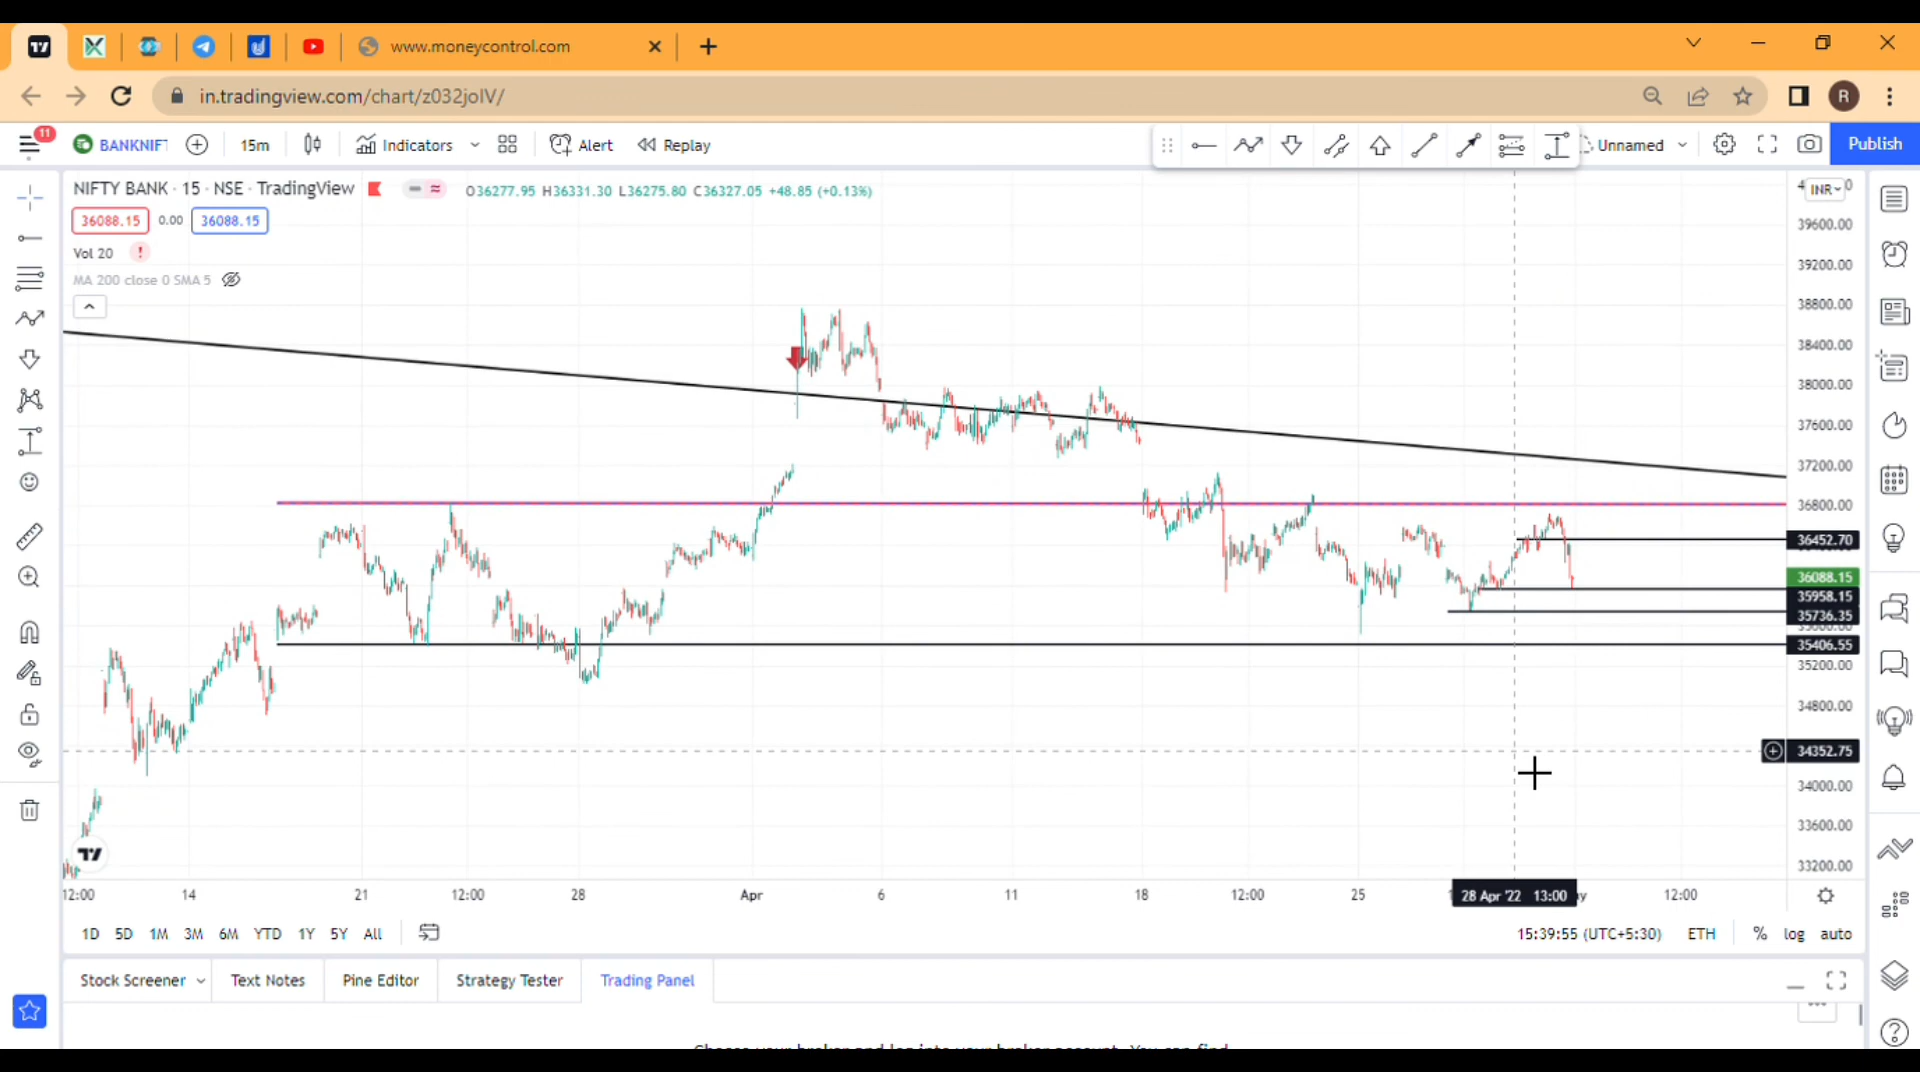 www.moneycontrol.com
in.tradingview.com/chart/z032joIV/
R
11
BANKNIFT
15m
Indicators
Alert
Replay
Unnamed
Publish
NIFTY BANK · 15 · NSE · TradingView
O36277.95 H36331.30 L36275.80 C36327.05 +48.85 (+0.13%)
INR
36088.15 0.00 36088.15
Vol 20 !
MA 200 close 0 SMA 5
39600.00
39200.00
38800.00
38400.00
38000.00
37600.00
37200.00
36800.00
36452.70
36088.15
35958.15
35736.35
35406.55
35200.00
34800.00
34352.75
34000.00
33600.00
33200.00
12:00 14 21 12:00 28 Apr 6 11 18 12:00 25 28 Apr '22 13:00 12:00
1D 5D 1M 3M 6M YTD 1Y 5Y All
15:39:55 (UTC+5:30) ETH % log auto
Stock Screener Text Notes Pine Editor Strategy Tester Trading Panel